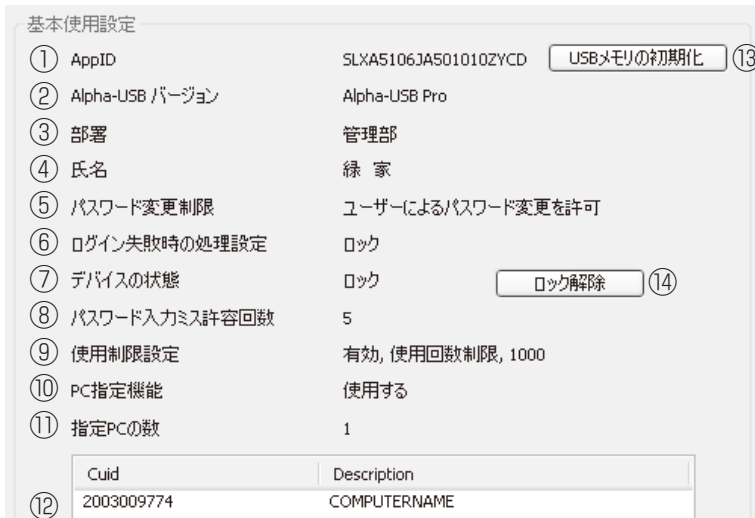 基本使用設定
① AppID SLXA5106JA501010ZYCD USBメモリの初期化 ⑬
② Alpha-USB バージョン Alpha-USB Pro
③ 部署 管理部
④ 氏名 緑 家
⑤ パスワード変更制限 ユーザーによるパスワード変更を許可
⑥ ログイン失敗時の処理設定 ロック
⑦ デバイスの状態 ロック ロック解除 ⑭
⑧ パスワード入力ミス許容回数 5
⑨ 使用制限設定 有効, 使用回数制限, 1000
⑩ PC指定機能 使用する
⑪ 指定PCの数 1
Cuid Description
⑫ 2003009774 COMPUTERNAME